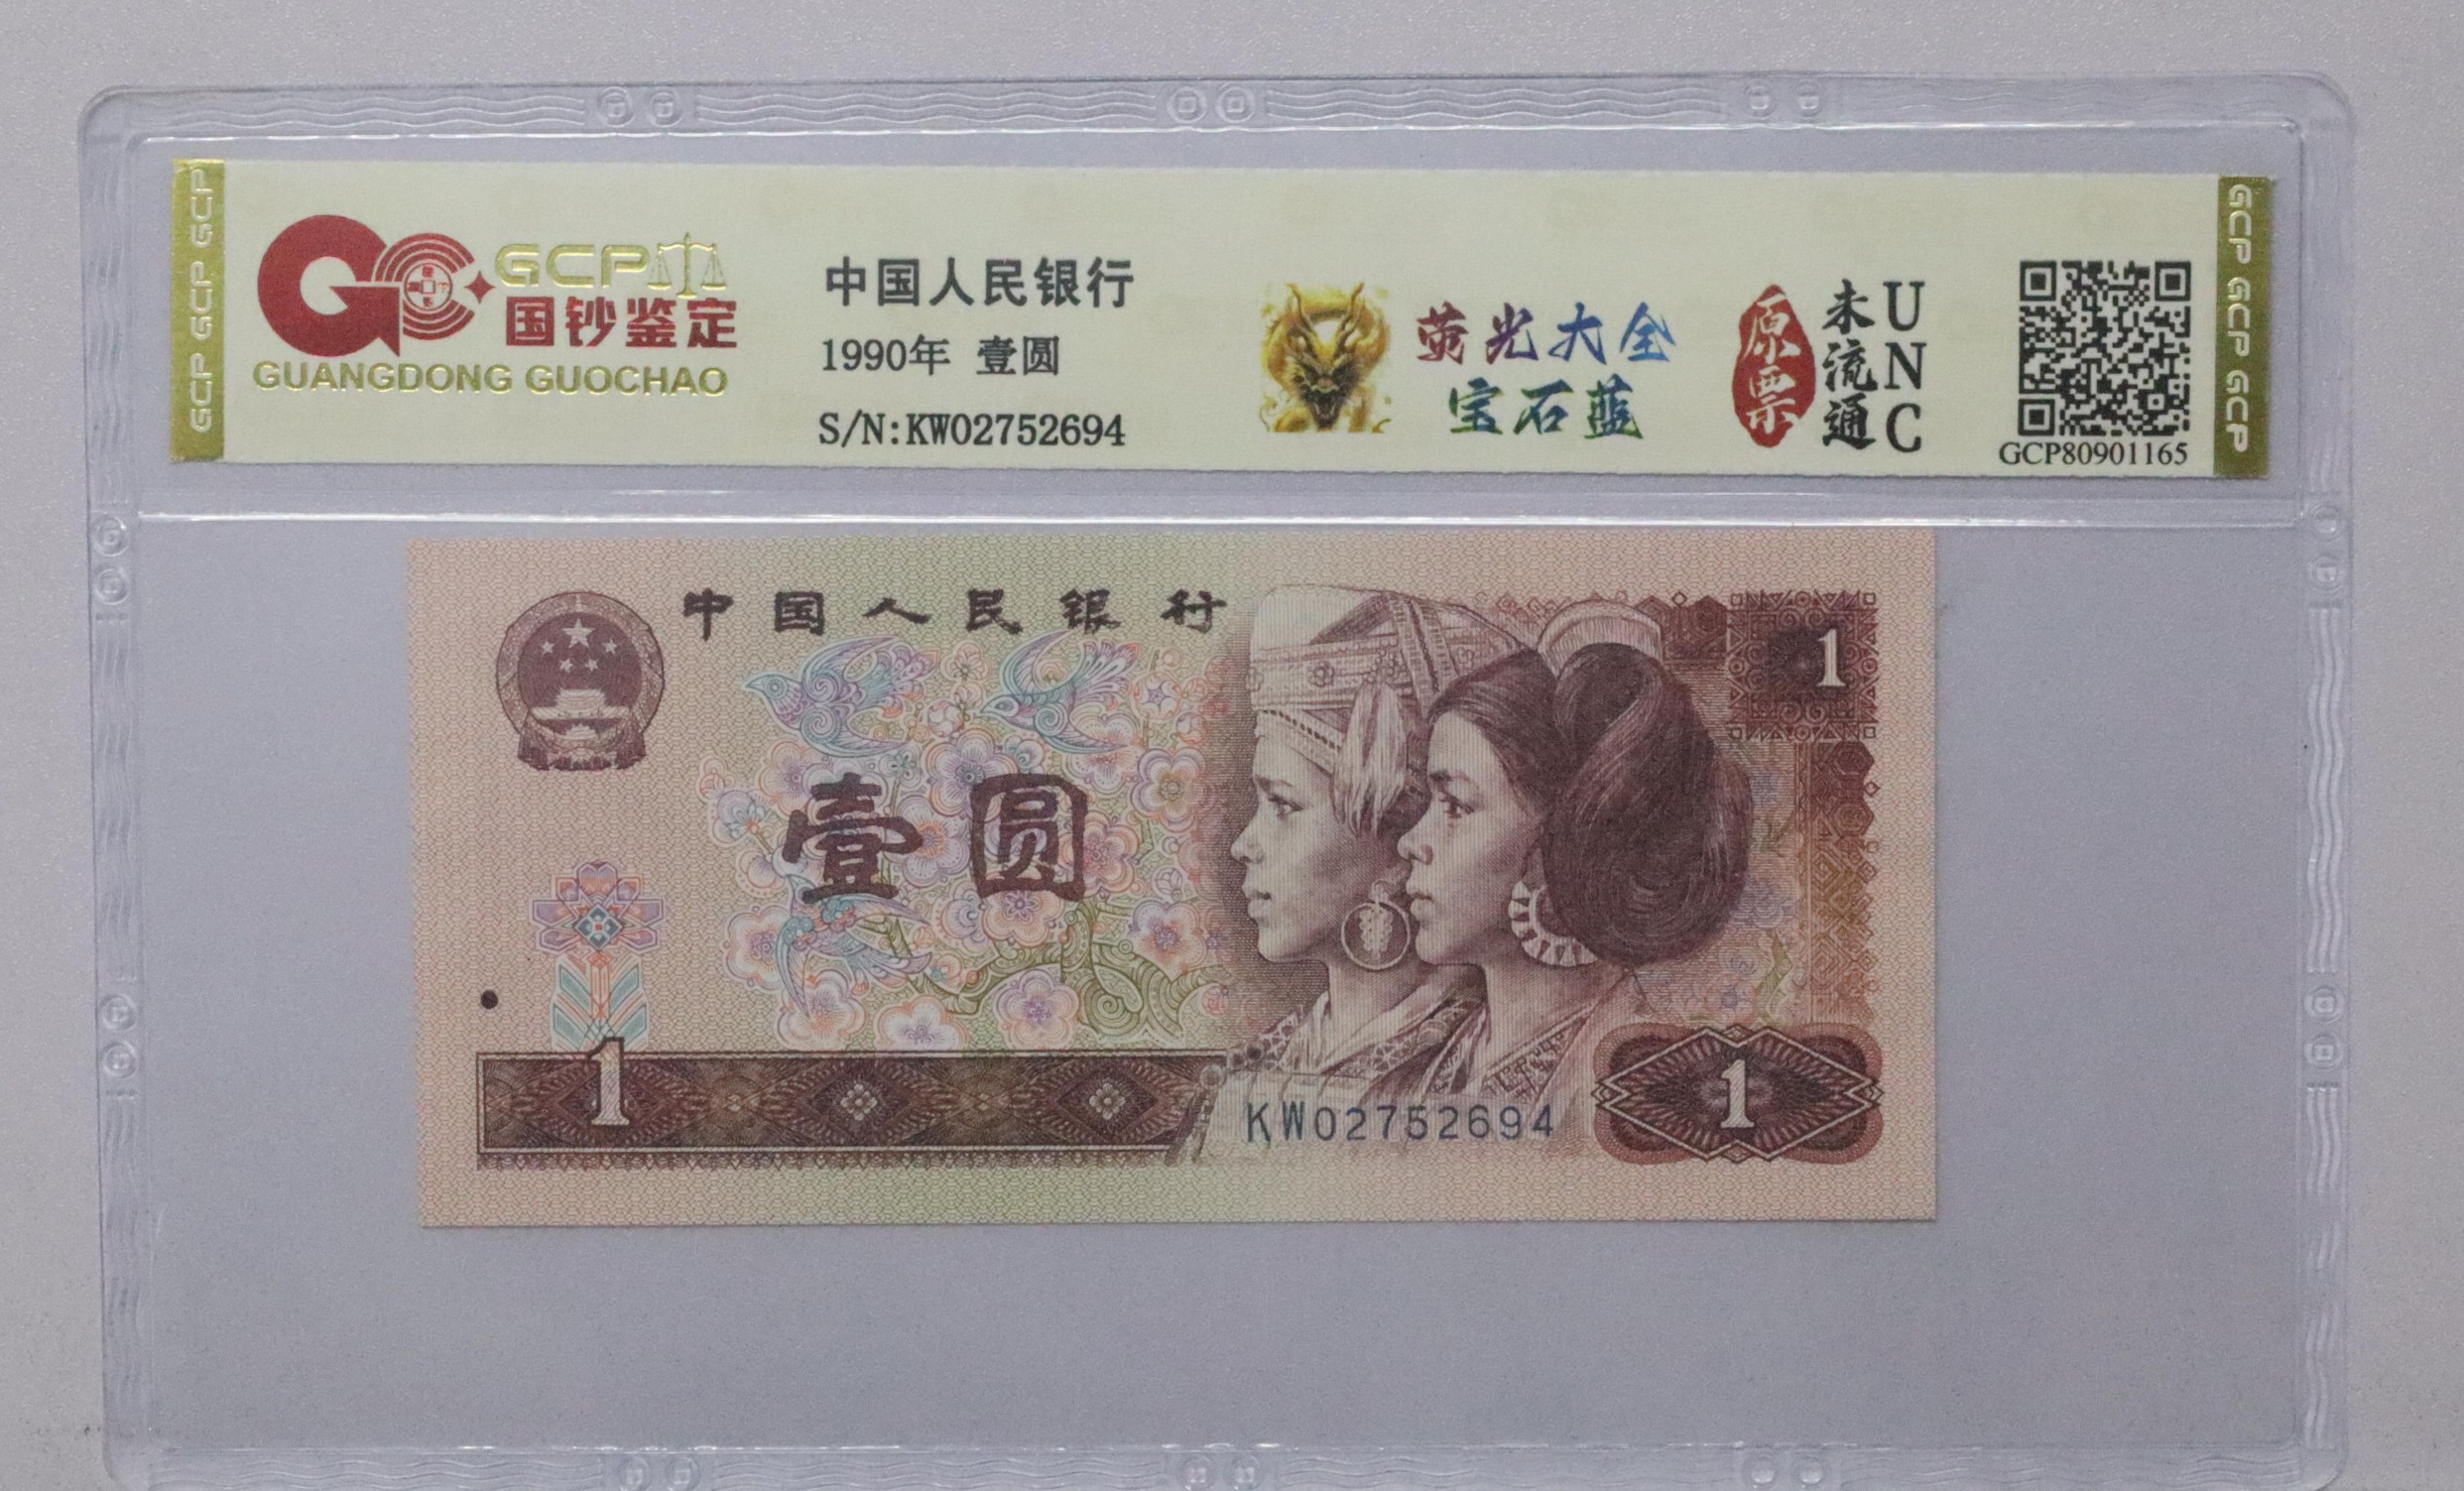 GCP GCP GCP
GCP
国钞鉴定
GUANGDONG GUOCHAO
中国人民银行
1990年 壹圆
S/N:KW02752694
荧光大全
宝石蓝
原票
未流通
UNC
GCP80901165
GCP GCP GCP
中国人民银行
1
壹圆
1
KW02752694
1